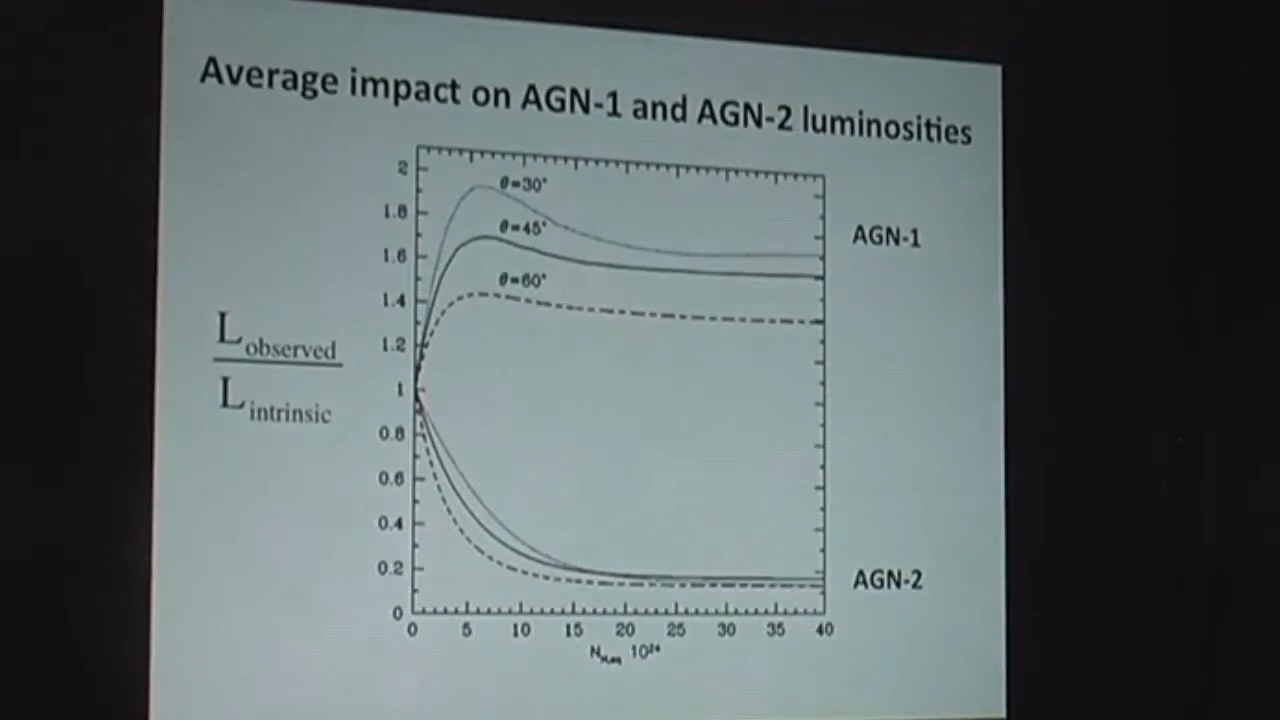 Average impact on AGN-1 and AGN-2 luminosities
2
1.8
1.6
1.4
1.2
1
0.8
0.6
0.4
0.2
0
θ=30°
θ=45°
θ=60°
AGN-1
AGN-2
L observed
L intrinsic
0 5 10 15 20 25 30 35 40
10²⁴